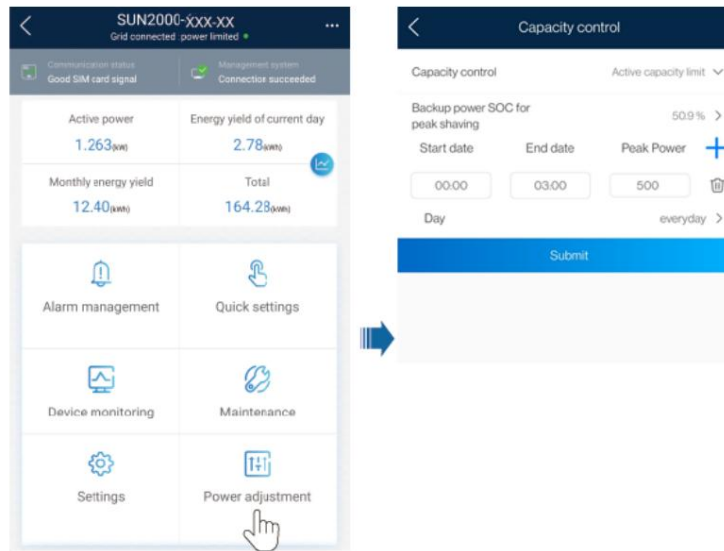 SUN2000-XXX-XX
Grid connected :power limited
Communication status
Good SIM card signal
Management system
Connection succeeded
Active power
1.263(kW)
Energy yield of current day
2.78(kWh)
Monthly energy yield
12.40(kWh)
Total
164.28(kWh)
Alarm management
Quick settings
Device monitoring
Maintenance
Settings
Power adjustment
Capacity control
Capacity control
Active capacity limit
Backup power SOC for
peak shaving
50.9 %
Start date
End date
Peak Power
00:00
03:00
500
Day
everyday
Submit